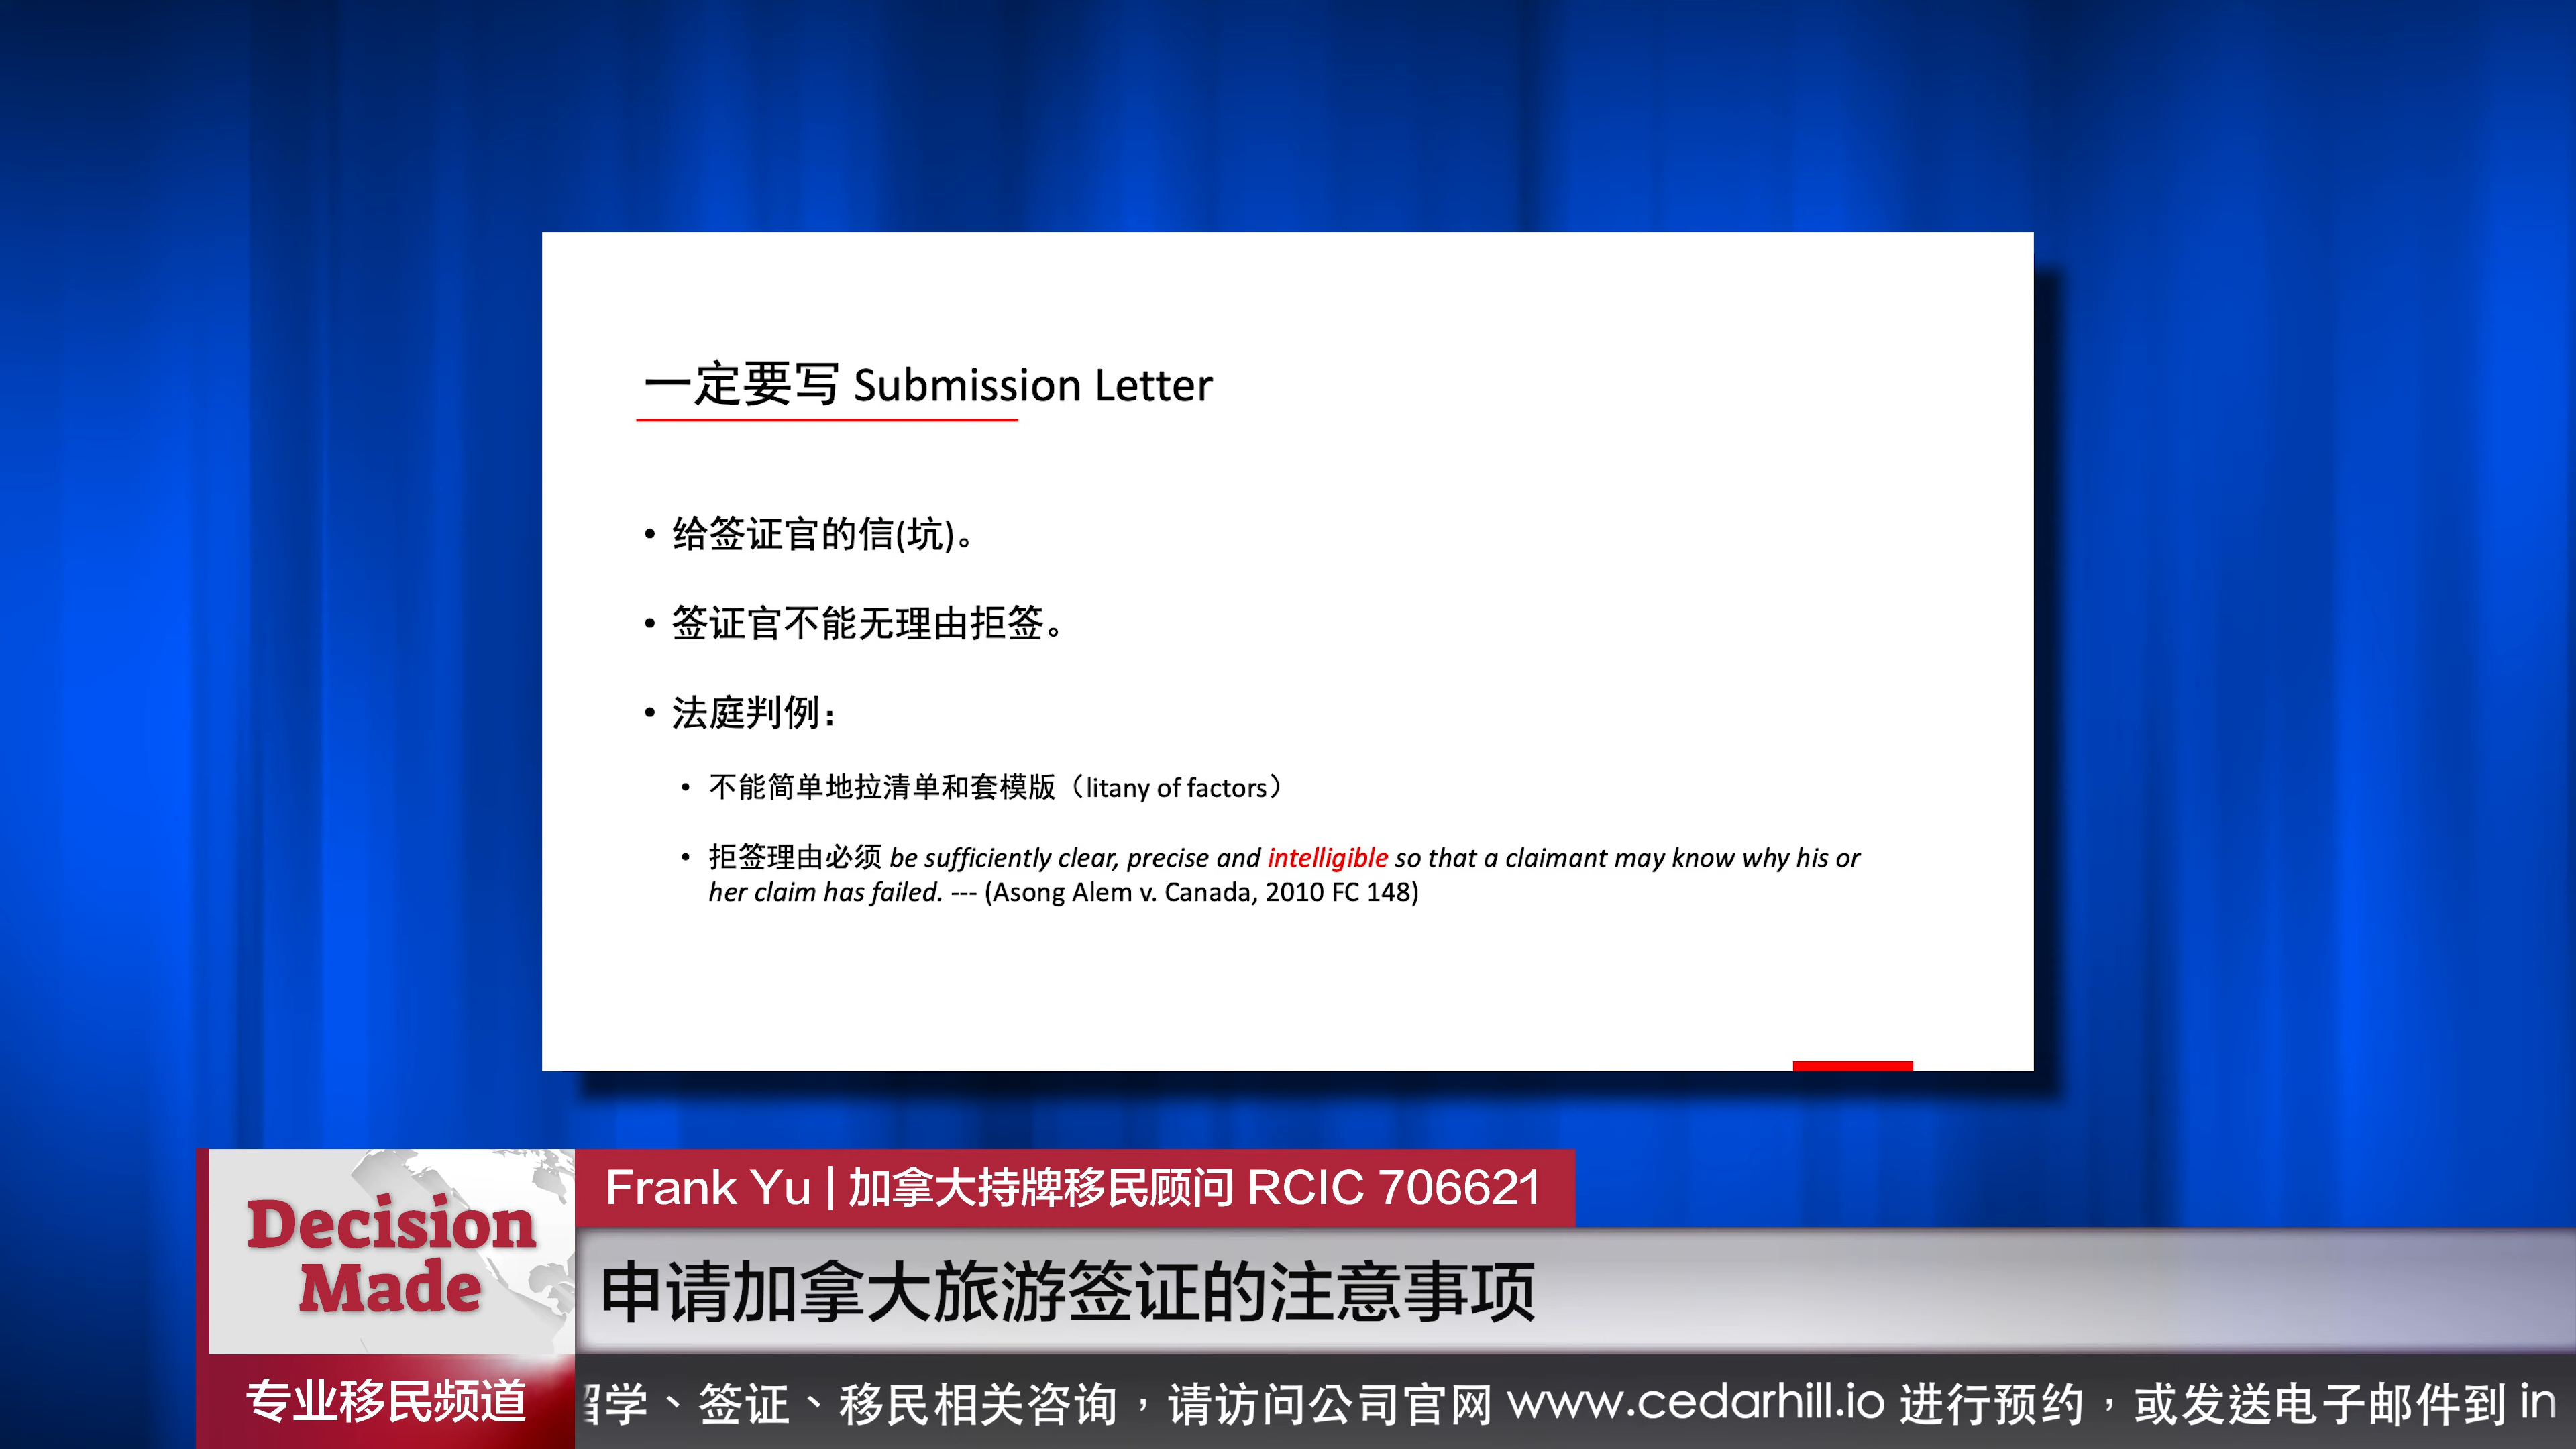 一定要写 Submission Letter
• 给签证官的信(坑)。
• 签证官不能无理由拒签。
• 法庭判例：
• 不能简单地拉清单和套模版（litany of factors）
• 拒签理由必须 be sufficiently clear, precise and intelligible so that a claimant may know why his or
her claim has failed. --- (Asong Alem v. Canada, 2010 FC 148)
Frank Yu | 加拿大持牌移民顾问 RCIC 706621
Decision
Made
申请加拿大旅游签证的注意事项
专业移民频道
留学、签证、移民相关咨询，请访问公司官网 www.cedarhill.io 进行预约，或发送电子邮件到 in